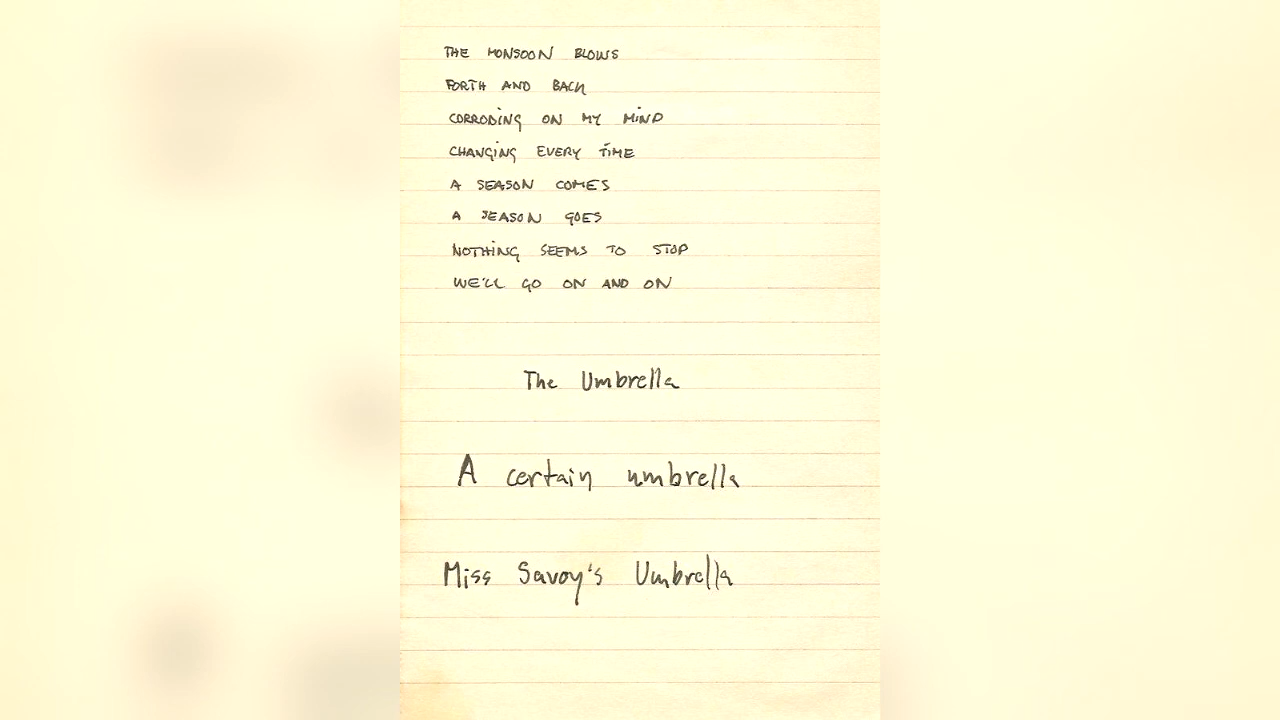 THE MONSOON BLOWS
FORTH AND BACK
CORRODING ON MY MIND
CHANGING EVERY TIME
A SEASON COMES
A SEASON GOES
NOTHING SEEMS TO STOP
WE'LL GO ON AND ON
The Umbrella
A certain umbrella
Miss Savoy's Umbrella